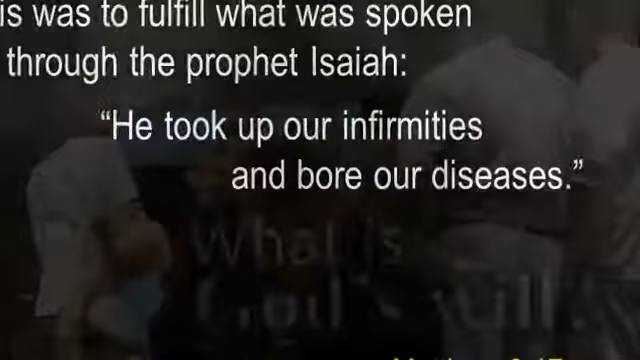 is was to fulfill what was spoken
through the prophet Isaiah:
“He took up our infirmities
and bore our diseases.”
What is
God's will?